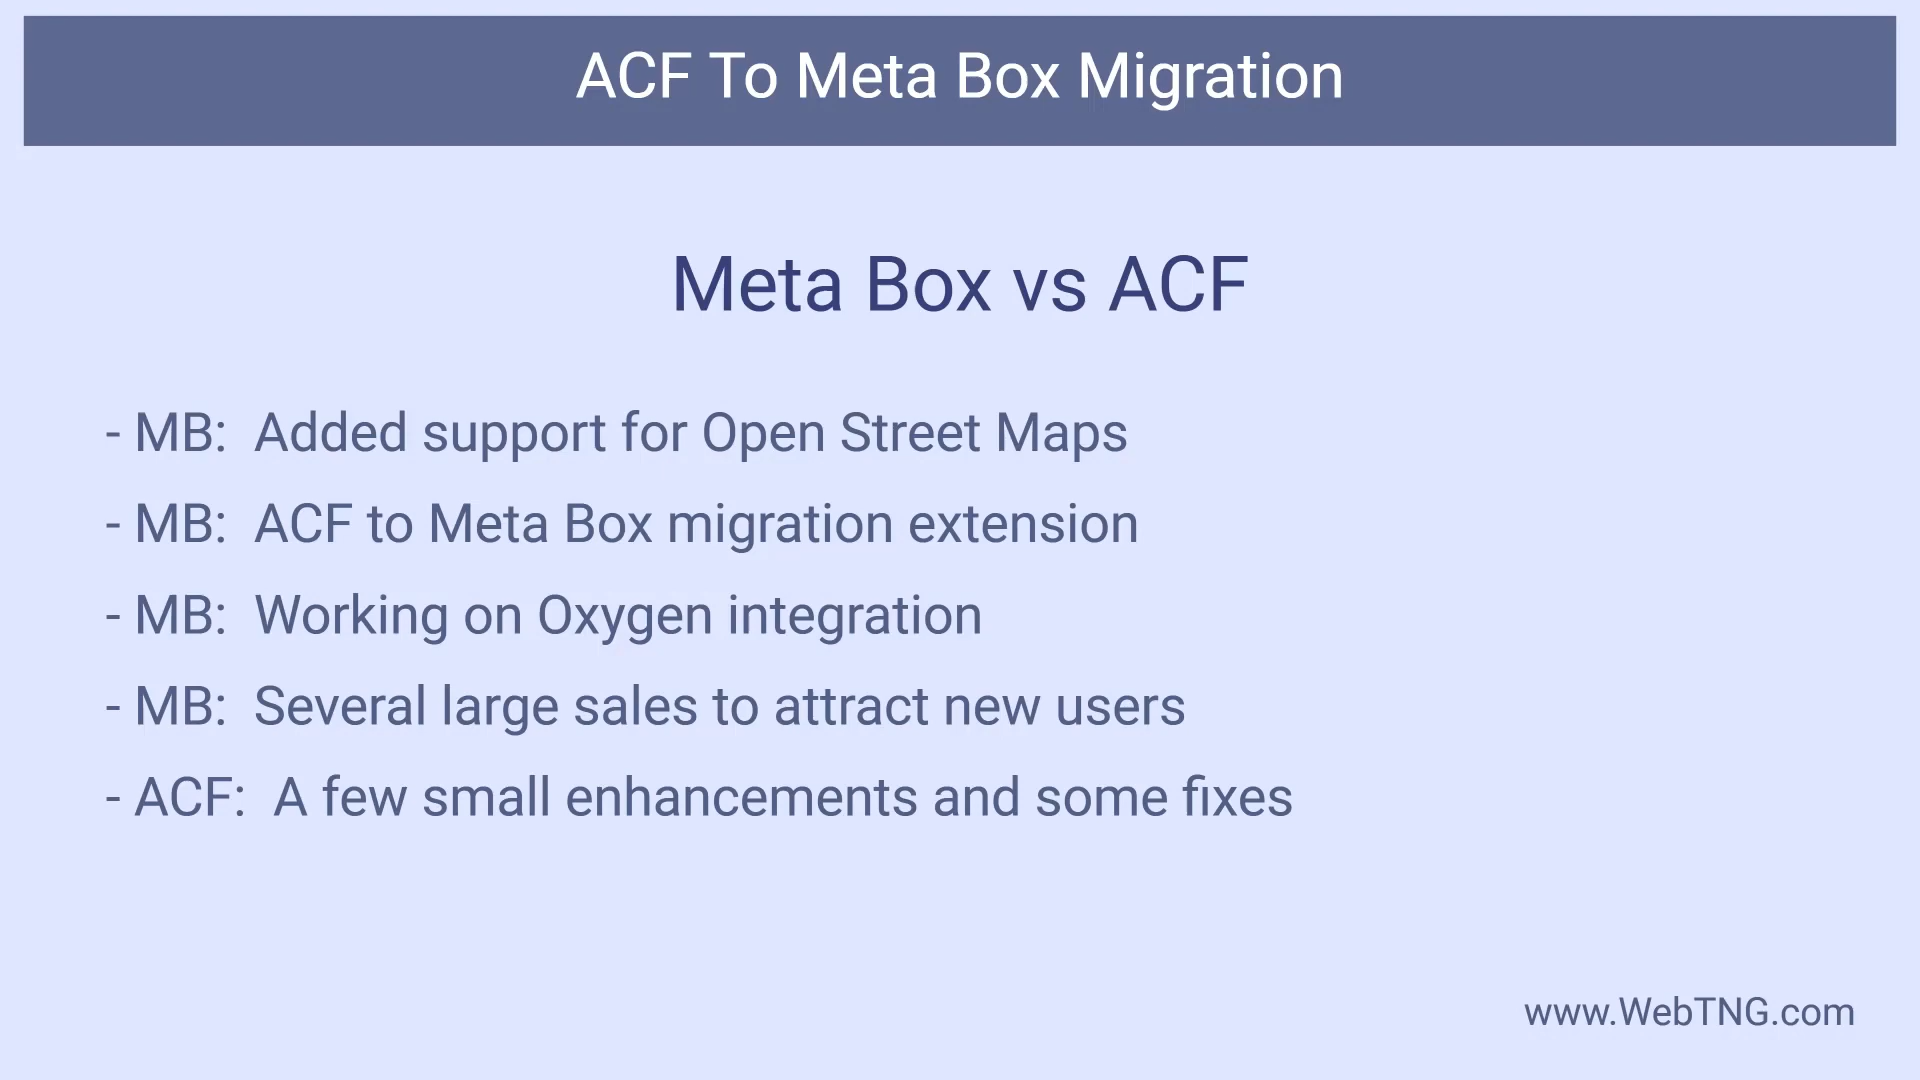 ACF To Meta Box Migration
Meta Box vs ACF
- MB:  Added support for Open Street Maps
- MB:  ACF to Meta Box migration extension
- MB:  Working on Oxygen integration
- MB:  Several large sales to attract new users
- ACF:  A few small enhancements and some fixes
www.WebTNG.com